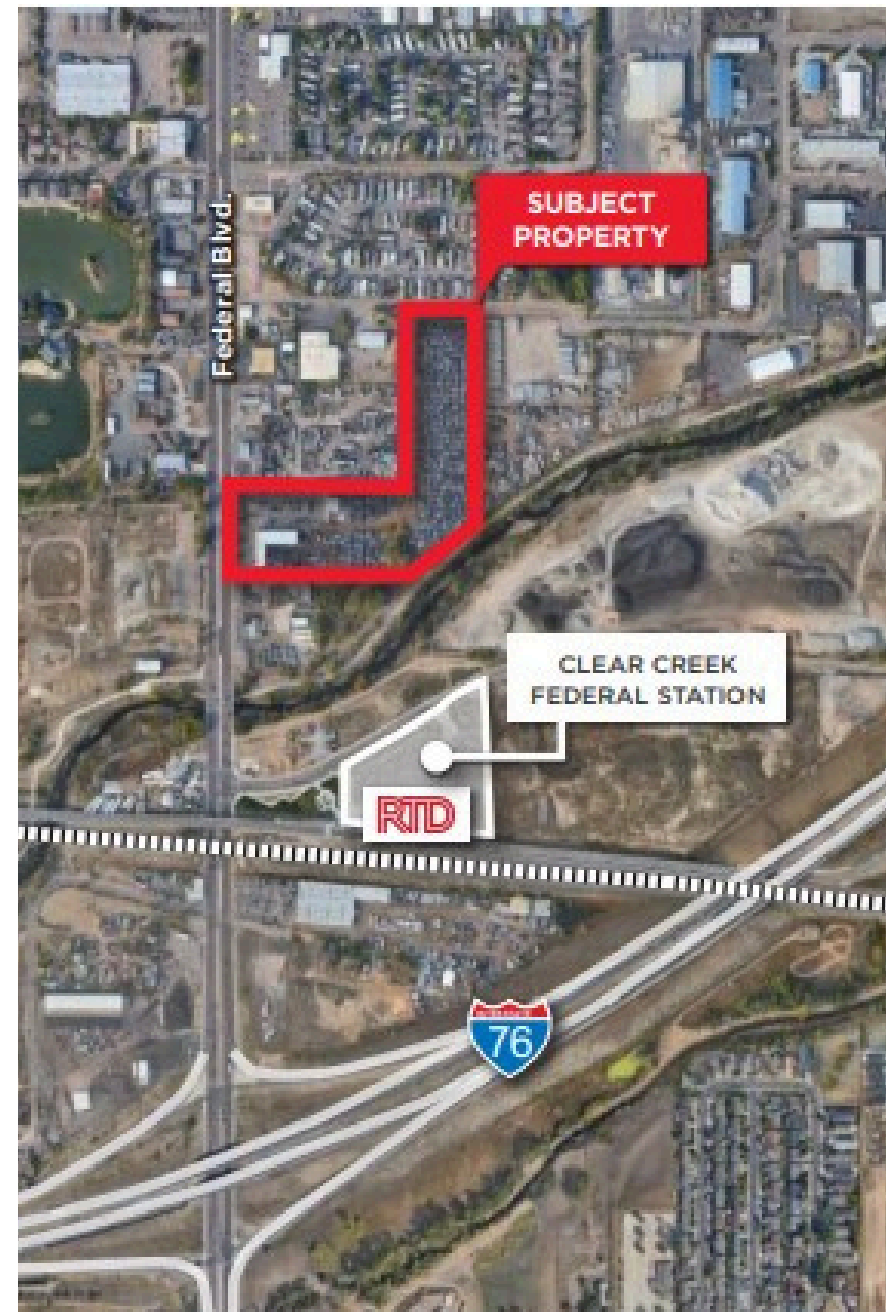 SUBJECT
PROPERTY
Federal Blvd.
CLEAR CREEK
FEDERAL STATION
RTD
76